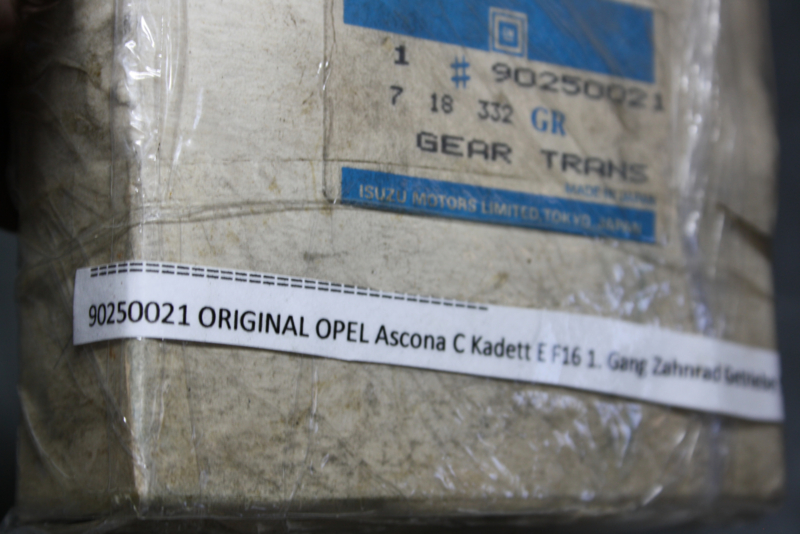 1 # 90250021
7 18 332 GR
GEAR TRANS
MADE IN JAPAN
ISUZU MOTORS LIMITED, TOKYO, JAPAN
90250021 ORIGINAL OPEL Ascona C Kadett E F16 1. Gang Zahnrad Getriebe